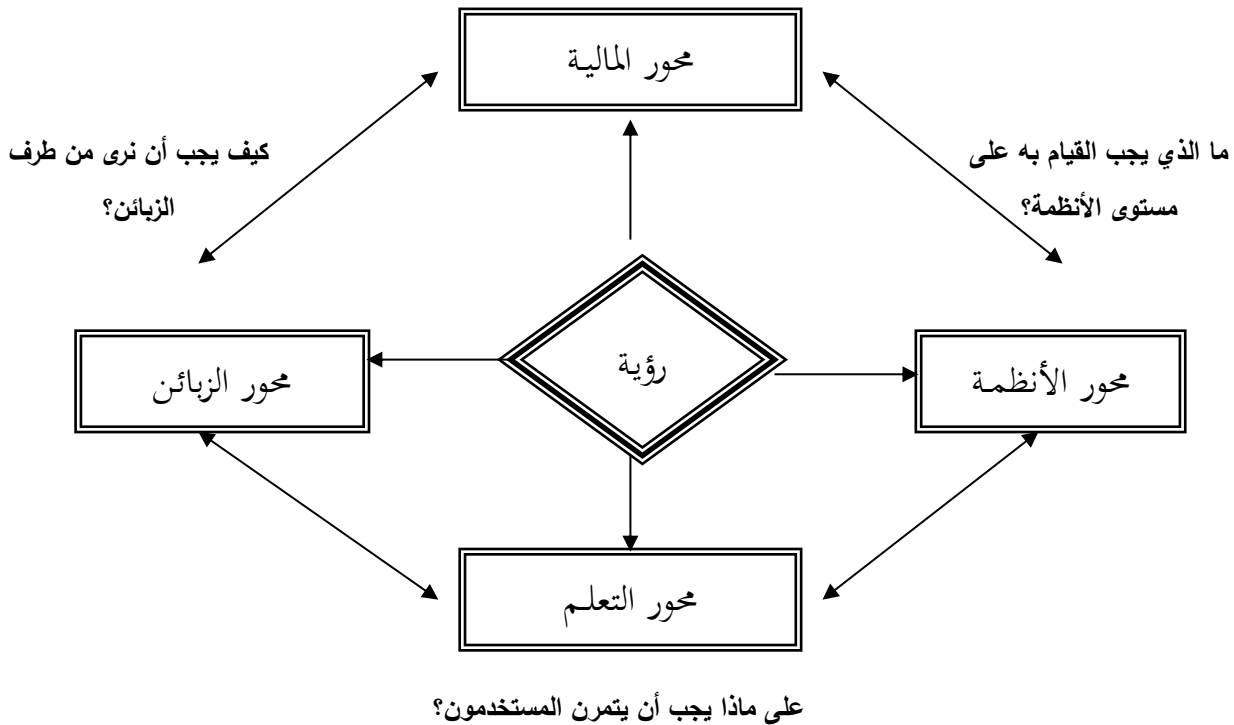 محور المالية
كيف يجب أن نرى من طرف
الزبائن؟
ما الذي يجب القيام به على
مستوى الأنظمة؟
محور الزبائن
رؤية
محور الأنظمة
محور التعلم
على ماذا يجب أن يتمرن المستخدمون؟